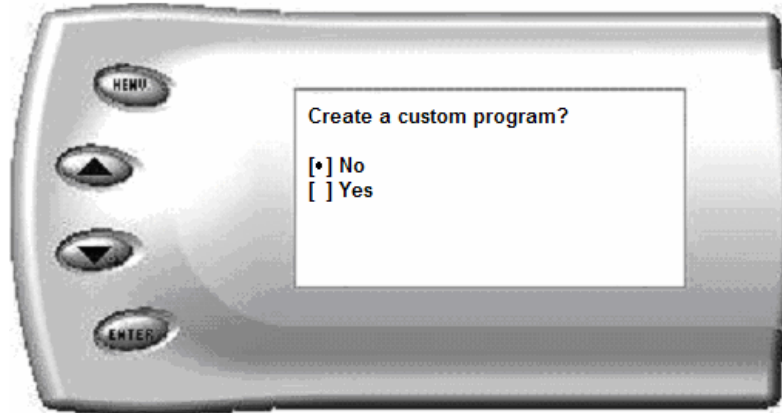 MENU
Create a custom program?
[•] No
[ ] Yes
ENTER